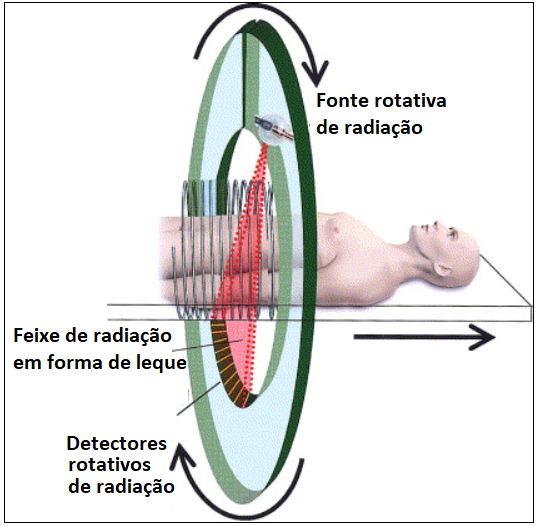 Fonte rotativa
de radiação
Feixe de radiação
em forma de leque
Detectores
rotativos
de radiação